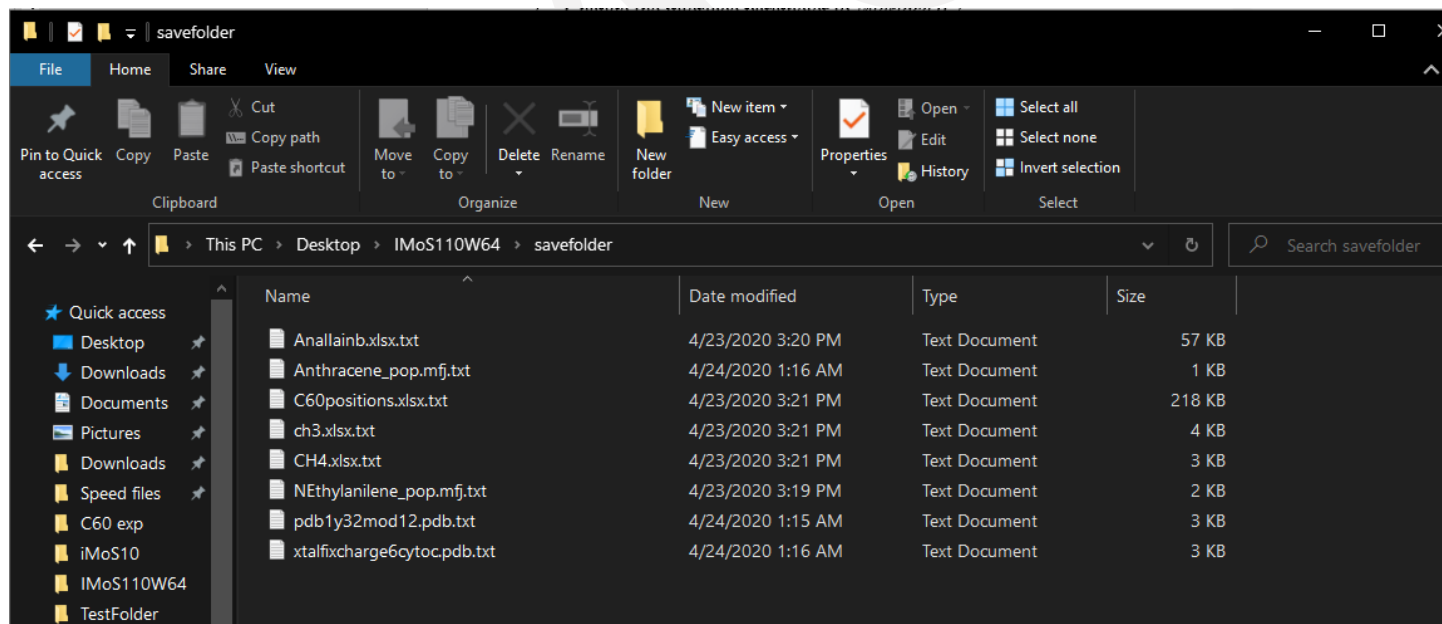 savefolder
File Home Share View
Pin to Quick access
Copy
Paste
Cut
Copy path
Paste shortcut
Move to
Copy to
Delete
Rename
New folder
New item
Easy access
Properties
Open
Edit
History
Select all
Select none
Invert selection
Clipboard Organize New Open Select
This PC > Desktop > IMoS110W64 > savefolder
Search savefolder
Name Date modified Type Size
Quick access
Desktop
Downloads
Documents
Pictures
Downloads
Speed files
C60 exp
iMoS10
IMoS110W64
TestFolder
Anallainb.xlsx.txt 4/23/2020 3:20 PM Text Document 57 KB
Anthracene_pop.mfj.txt 4/24/2020 1:16 AM Text Document 1 KB
C60positions.xlsx.txt 4/23/2020 3:21 PM Text Document 218 KB
ch3.xlsx.txt 4/23/2020 3:21 PM Text Document 4 KB
CH4.xlsx.txt 4/23/2020 3:21 PM Text Document 3 KB
NEthylanilene_pop.mfj.txt 4/23/2020 3:19 PM Text Document 2 KB
pdb1y32mod12.pdb.txt 4/24/2020 1:15 AM Text Document 3 KB
xtalfixcharge6cytoc.pdb.txt 4/24/2020 1:16 AM Text Document 3 KB